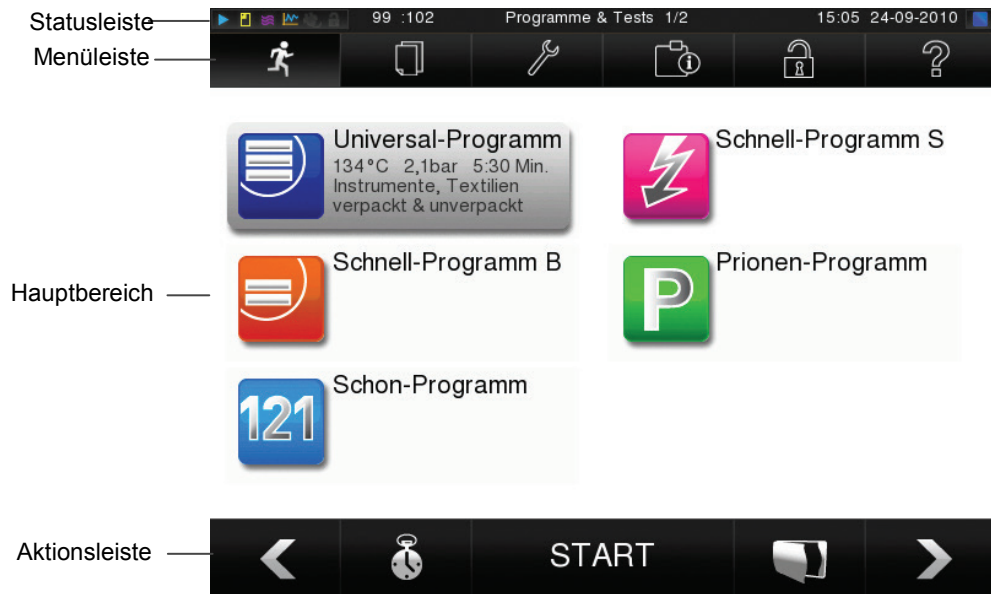 Statusleiste
99 :102 Programme & Tests 1/2 15:05 24-09-2010
Menüleiste
Universal-Programm
134°C 2,1bar 5:30 Min.
Instrumente, Textilien
verpackt & unverpackt
Schnell-Programm S
Hauptbereich
Schnell-Programm B
P
Prionen-Programm
121
Schon-Programm
Aktionsleiste
START